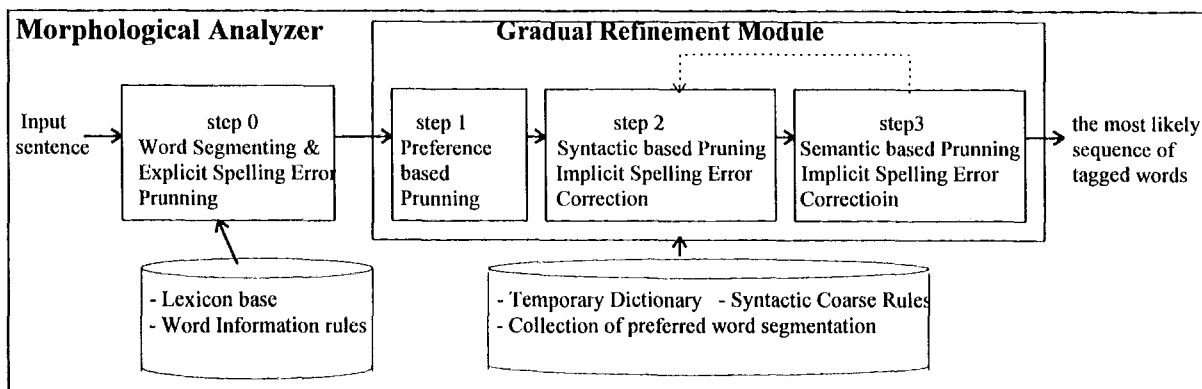 Morphological Analyzer
Gradual Refinement Module
Input
sentence
step 0
Word Segmenting &
Explicit Spelling Error
Prunning
step 1
Preference
based
Prunning
step 2
Syntactic based Pruning
Implicit Spelling Error
Correction
step3
Semantic based Prunning
Implicit Spelling Error
Correctioin
the most likely
sequence of
tagged words
- Lexicon base
- Word Information rules
- Temporary Dictionary - Syntactic Coarse Rules
- Collection of preferred word segmentation